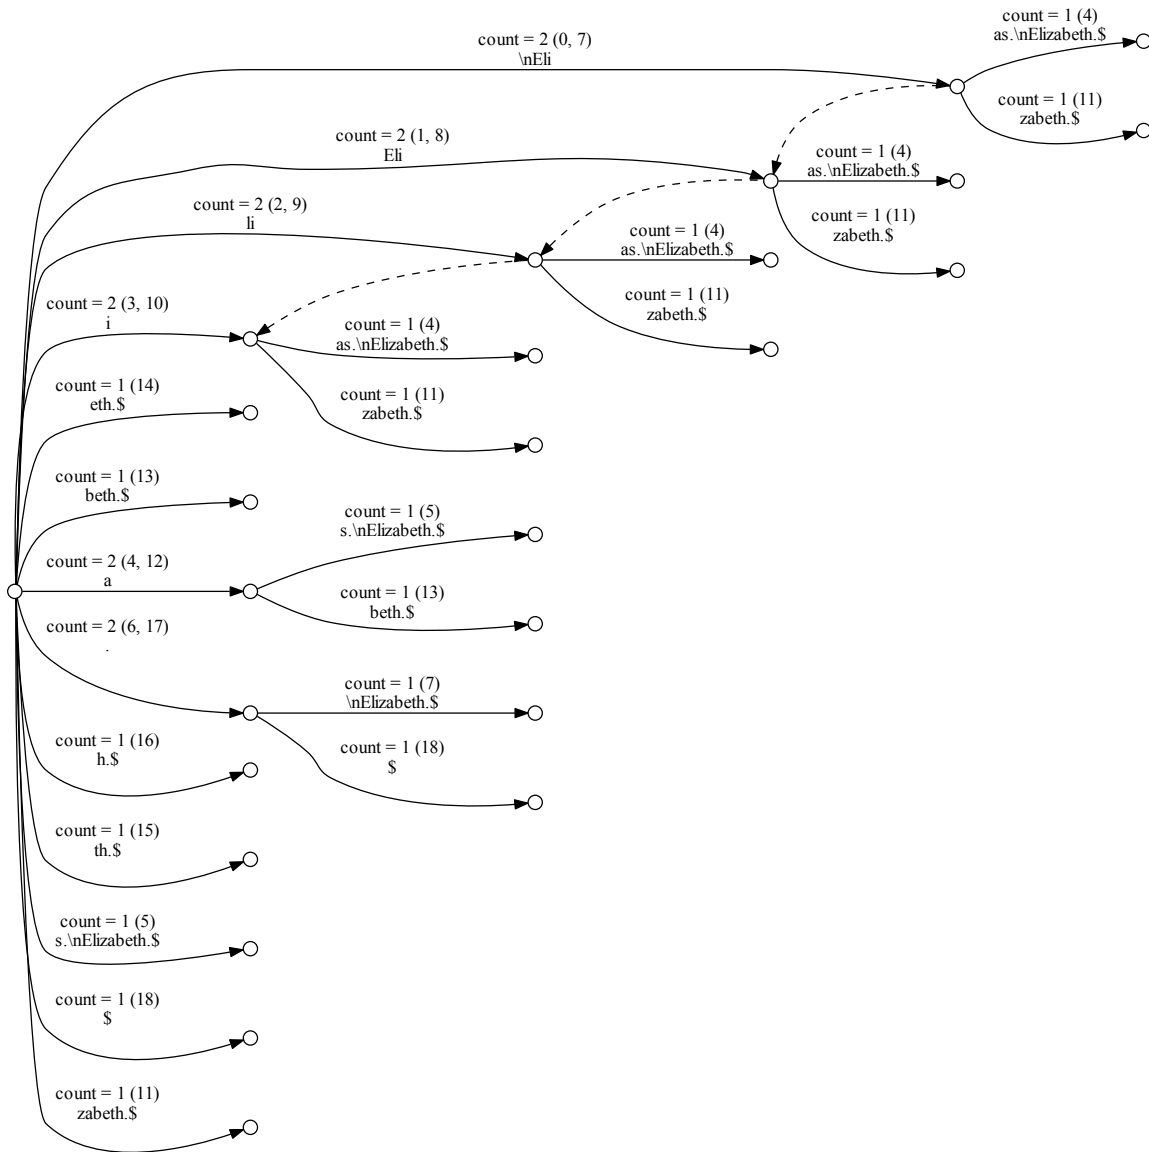 count = 1 (4)
as.\nElizabeth.$
count = 2 (0, 7)
\nEli
count = 1 (11)
zabeth.$
count = 2 (1, 8)
Eli
count = 1 (4)
as.\nElizabeth.$
count = 2 (2, 9)
li
count = 1 (11)
zabeth.$
count = 1 (4)
as.\nElizabeth.$
count = 2 (3, 10)
i
count = 1 (11)
zabeth.$
count = 1 (4)
as.\nElizabeth.$
count = 1 (14)
eth.$
count = 1 (11)
zabeth.$
count = 1 (13)
beth.$
count = 1 (5)
s.\nElizabeth.$
count = 2 (4, 12)
a
count = 1 (13)
beth.$
count = 2 (6, 17)
.
count = 1 (7)
\nElizabeth.$
count = 1 (16)
h.$
count = 1 (18)
$
count = 1 (15)
th.$
count = 1 (5)
s.\nElizabeth.$
count = 1 (18)
$
count = 1 (11)
zabeth.$